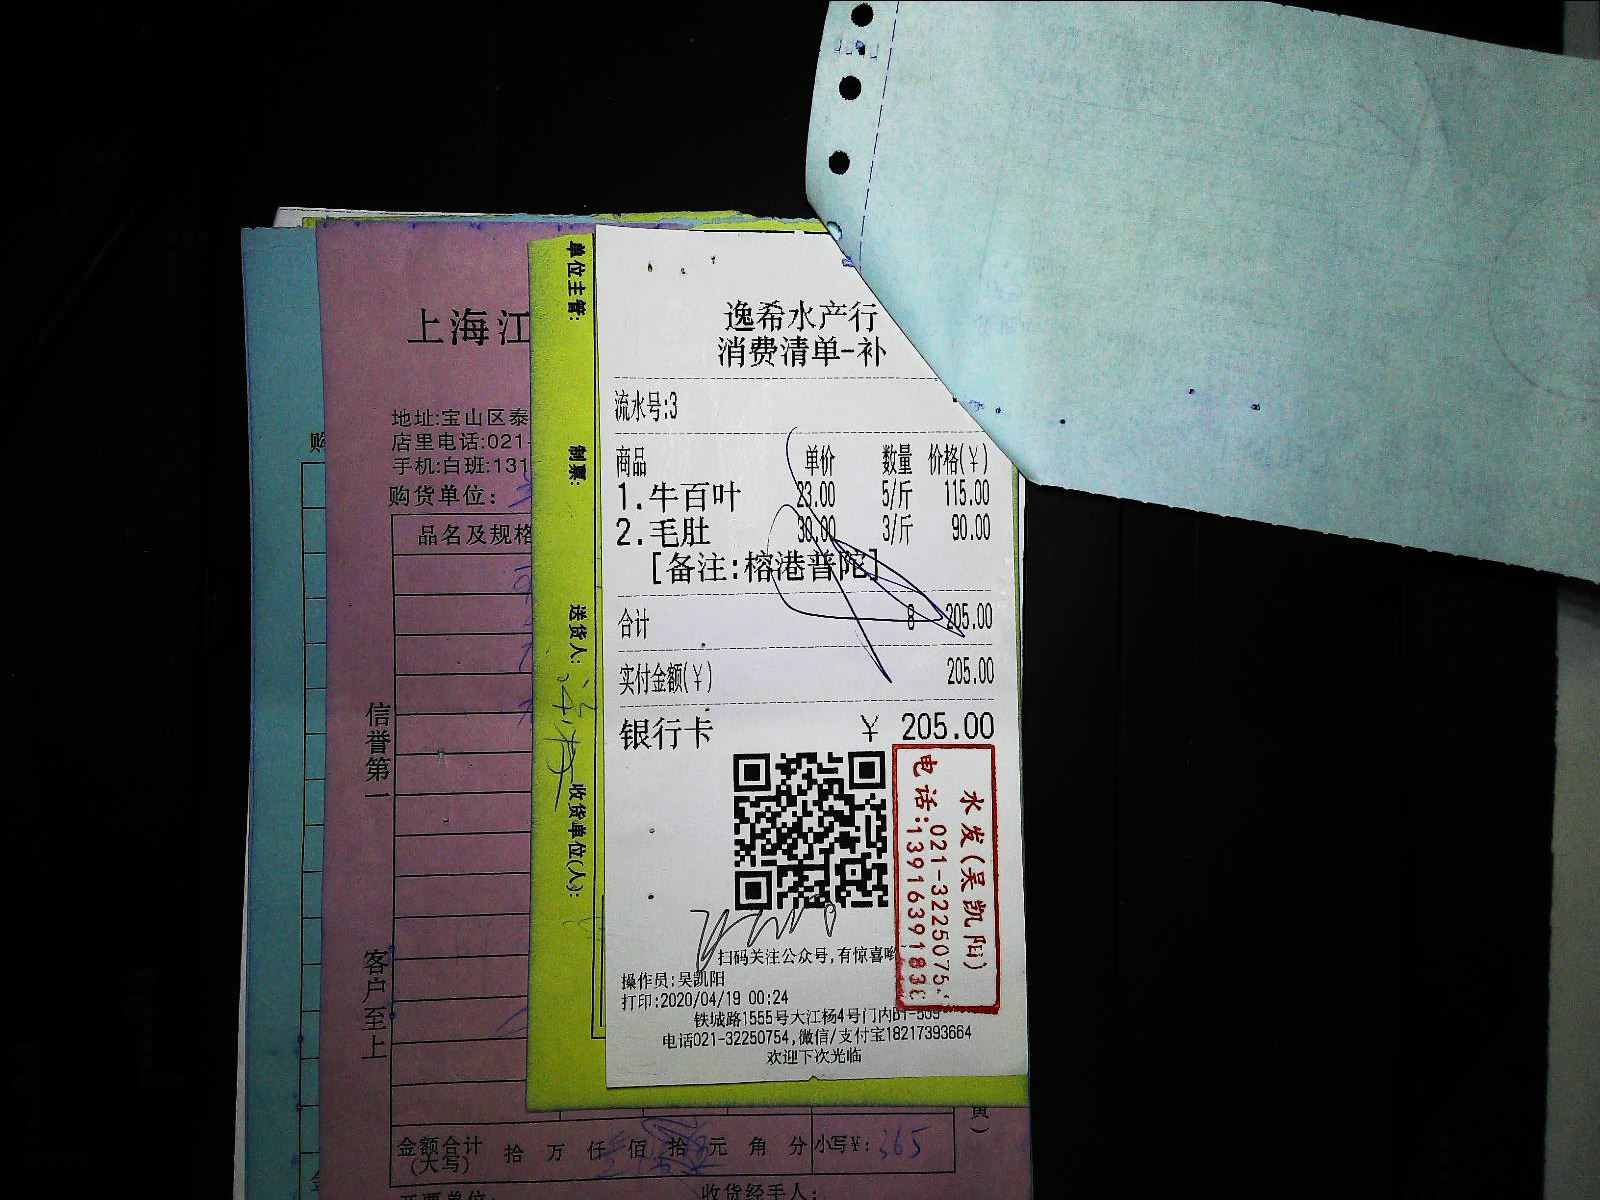 逸希水产行
消费清单-补
流水号:3
商品 单价 数量 价格(¥)
1.牛百叶 23.00 5/斤 115.00
2.毛肚 30.00 3/斤 90.00
[备注:榕港普陀]
合计 8 205.00
实付金额(¥) 205.00
银行卡 ¥ 205.00
水发(吴凯阳)
电话:021-32250754
13916391836
扫码关注公众号,有惊喜哟
操作员:吴凯阳
打印:2020/04/19 00:24
铁城路1555号大江杨4号门内B1-509
电话021-32250754,微信/支付宝18217393664
欢迎下次光临
单位主管:
制票:
送货人:
收货单位(人):
上海江
地址:宝山区泰
店里电话:021-
手机:白班:131
购货单位:
品名及规格
信誉第一
客户至上
金额合计
(大写)
拾 万 仟 佰 拾 元 角 分 小写¥: 365
收货经手人:
购